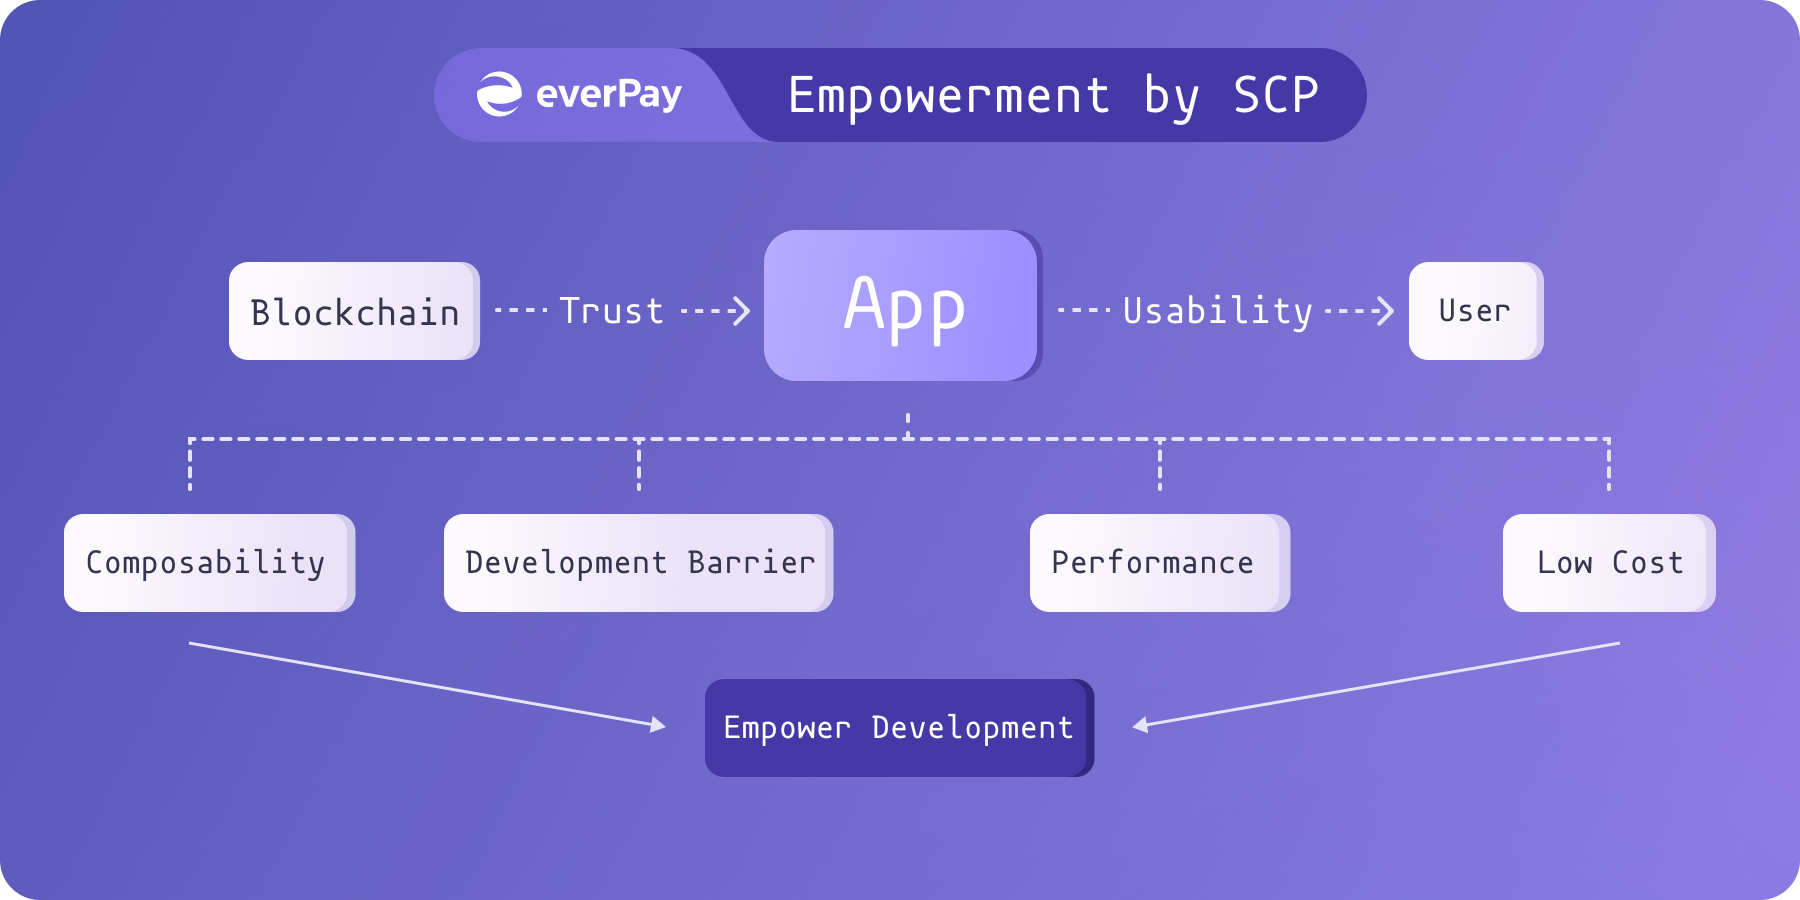 everPay
Empowerment by SCP
Blockchain
Trust
App
Usability
User
Composability
Development Barrier
Performance
Low Cost
Empower Development